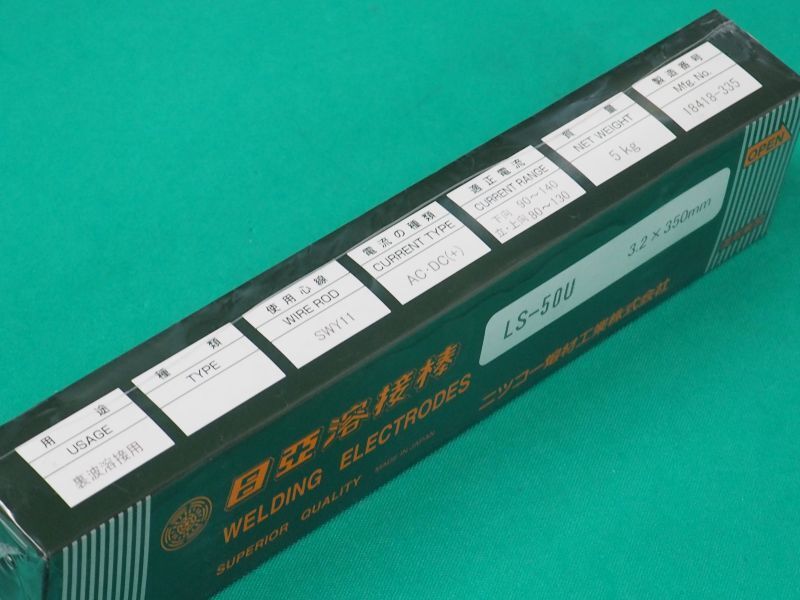 用途
USAGE
裏波溶接用
種類
TYPE
使用心線
WIRE ROD
SWY11
電流の種類
CURRENT TYPE
AC・DC(+)
適正電流
CURRENT RANGE
下向 90～140
立・上向 80～130
質量
NET WEIGHT
5 kg
製造番号
Mfg. No.
18418-335
OPEN
LS-50U 3.2×350mm
日亞溶接棒
WELDING ELECTRODES
ニツコー熔材工業株式会社
SUPERIOR QUALITY MADE IN JAPAN